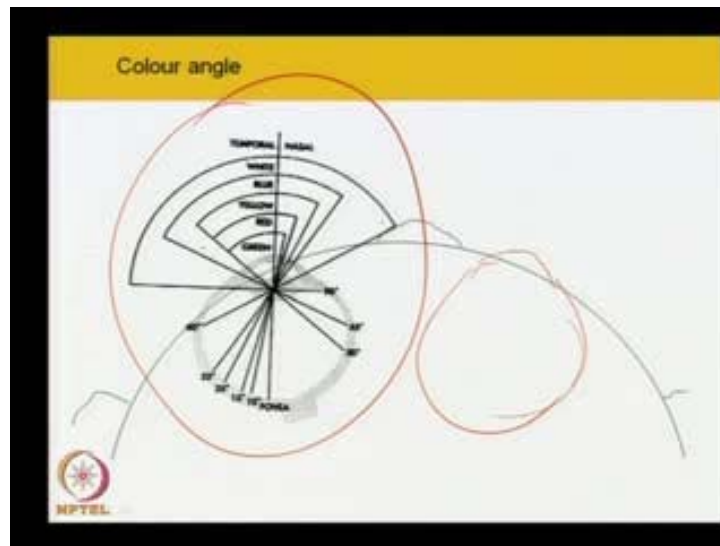 Colour angle
TEMPORAL NASAL
WHITE
BLUE
YELLOW
RED
GREEN
90°
60°
FOVEA
NPTEL